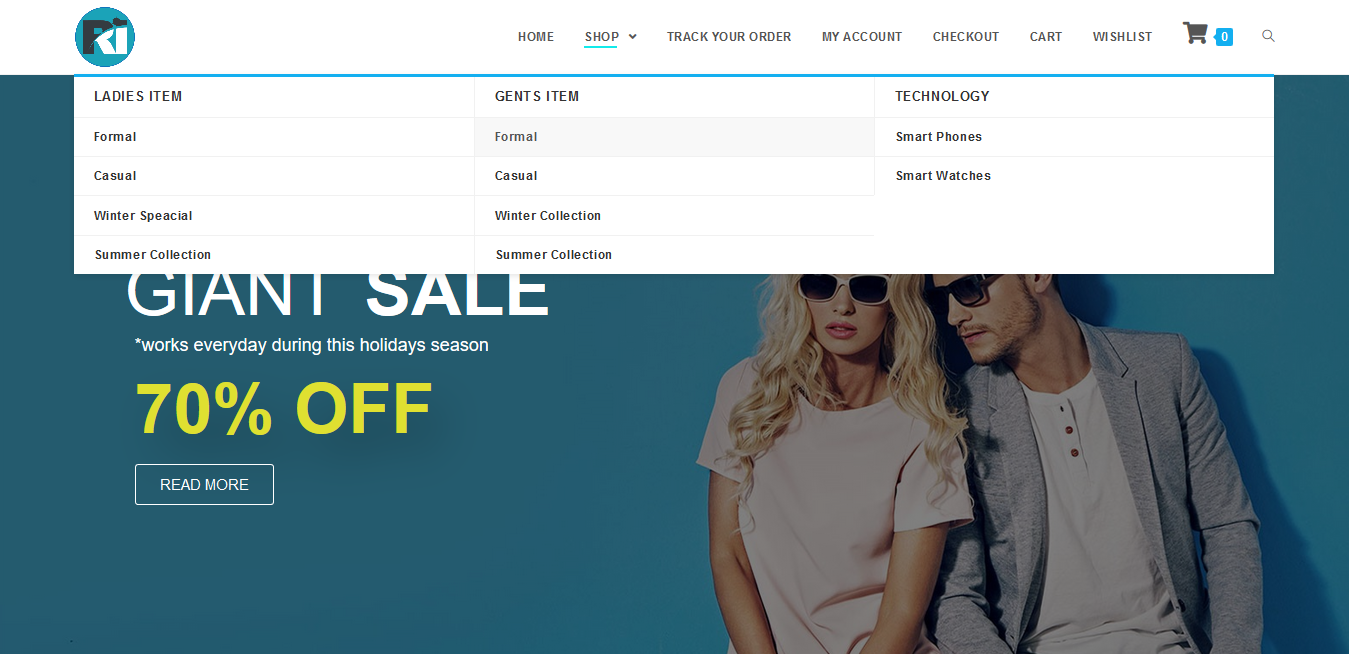 Ri
HOME SHOP TRACK YOUR ORDER MY ACCOUNT CHECKOUT CART WISHLIST 0
LADIES ITEM
Formal
Casual
Winter Speacial
Summer Collection
GENTS ITEM
Formal
Casual
Winter Collection
Summer Collection
TECHNOLOGY
Smart Phones
Smart Watches
GIANT SALE
*works everyday during this holidays season
70% OFF
READ MORE